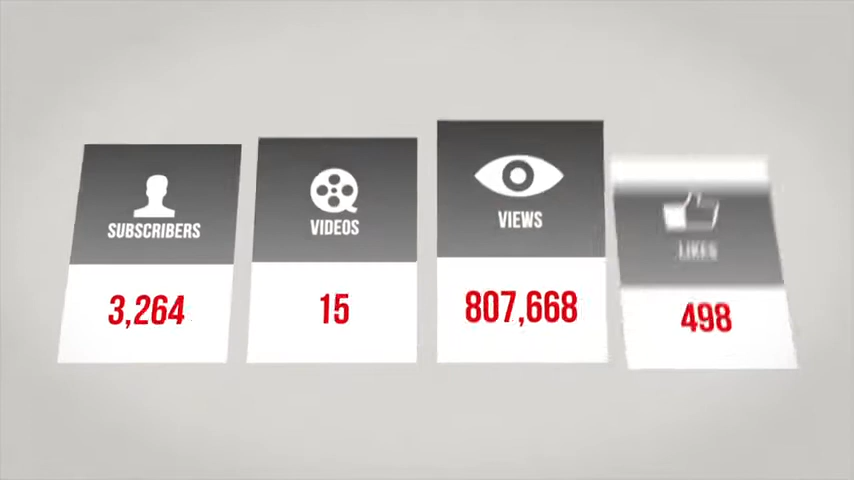 SUBSCRIBERS
3,264
VIDEOS
15
VIEWS
807,668
LIKES
498